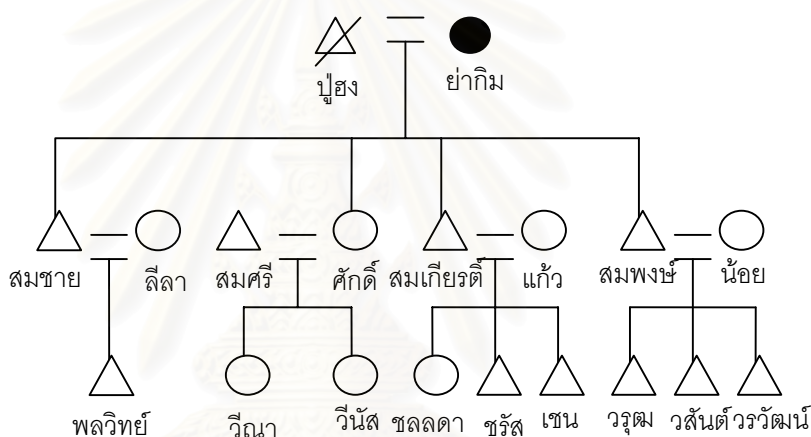 ปู่ฮง ย่ากิม
สมชาย ลีลา สมศรี ศักดิ์ สมเกียรติ์ แก้ว สมพงษ์ น้อย
พลวิทย์ วีณา วีนัส ชลลดา ชรัส เชน วรุฒ วสันต์ วรวัฒน์